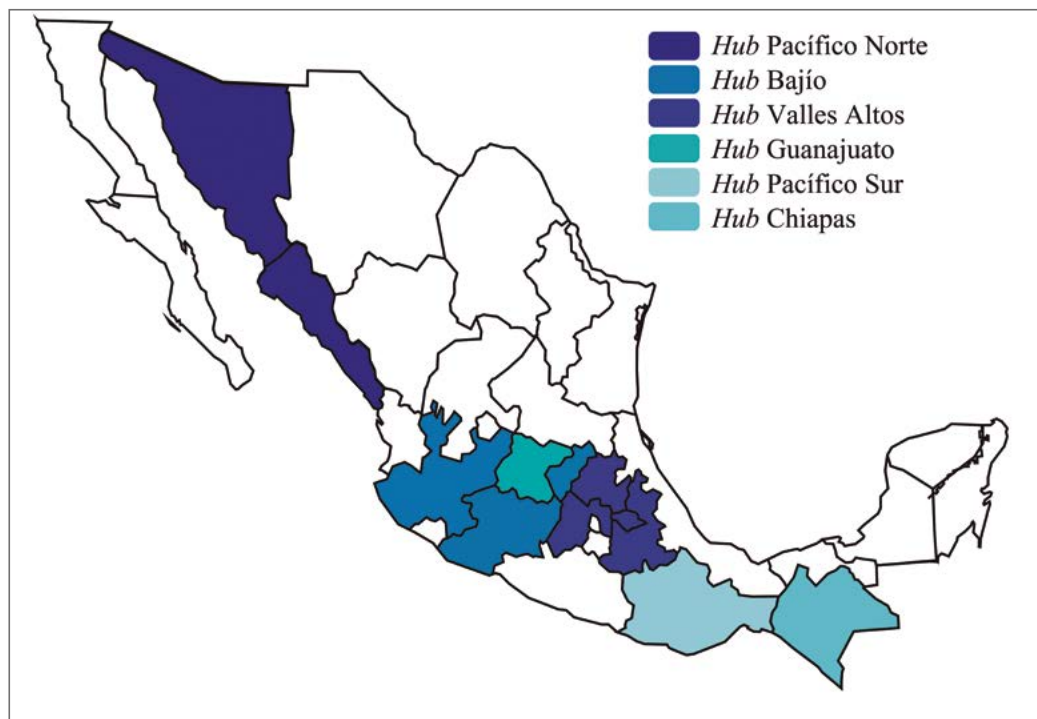 Hub Pacífico Norte
Hub Bajío
Hub Valles Altos
Hub Guanajuato
Hub Pacífico Sur
Hub Chiapas